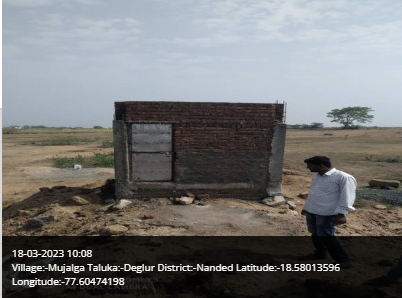 18-03-2023 10:08
Village:-Mujalga Taluka:-Deglur District:-Nanded Latitude:-18.58013596
Longitude:-77.60474198